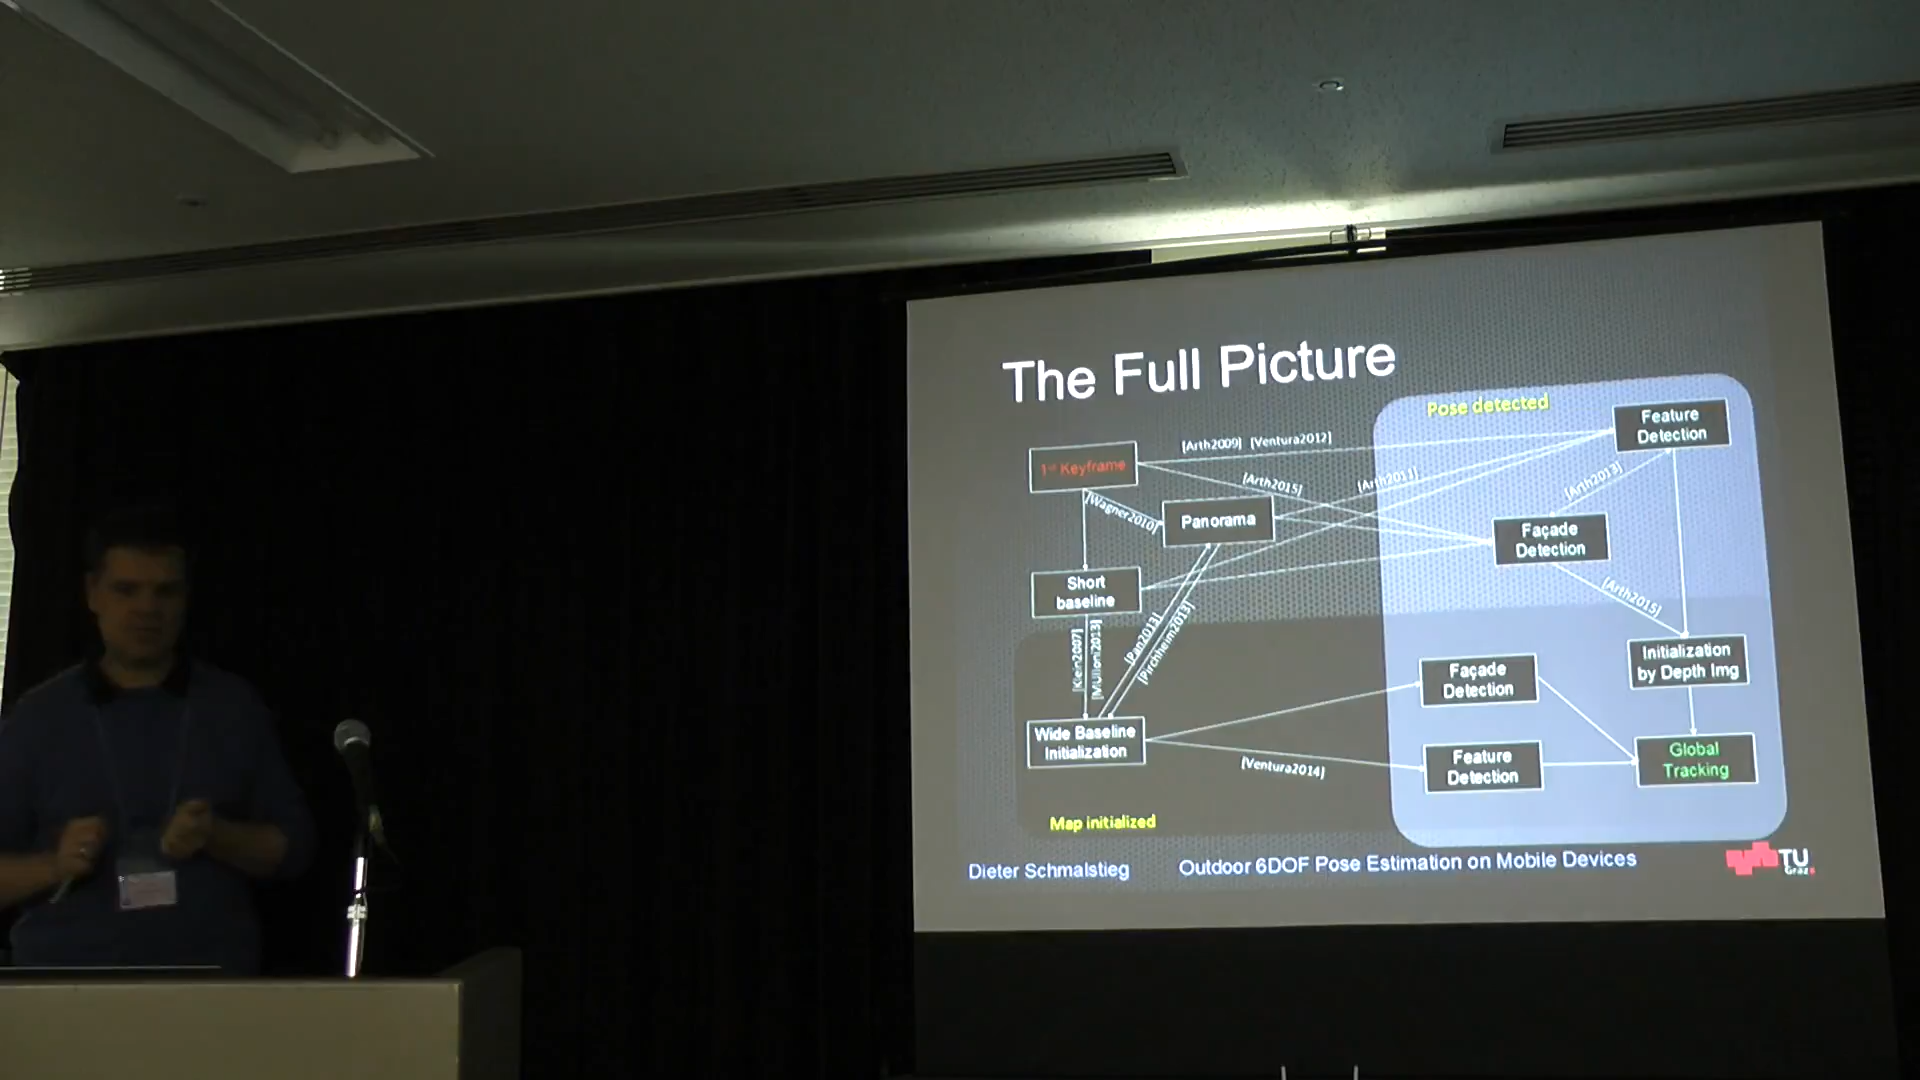 The Full Picture
Pose detected
Feature
Detection
[Arth2009] [Ventura2012]
1st Keyframe
[Arth2015]
[Arth2011]
[Arth2013]
[Wagner2010]
Panorama
Façade
Detection
Short
baseline
[Arth2015]
[Klein2007]
[Mulloni2013]
[Pan2013]
[Pirchheim2013]
Initialization
by Depth Img
Façade
Detection
Wide Baseline
Initialization
[Ventura2014]
Feature
Detection
Global
Tracking
Map initialized
Dieter Schmalstieg
Outdoor 6DOF Pose Estimation on Mobile Devices
TU
Graz